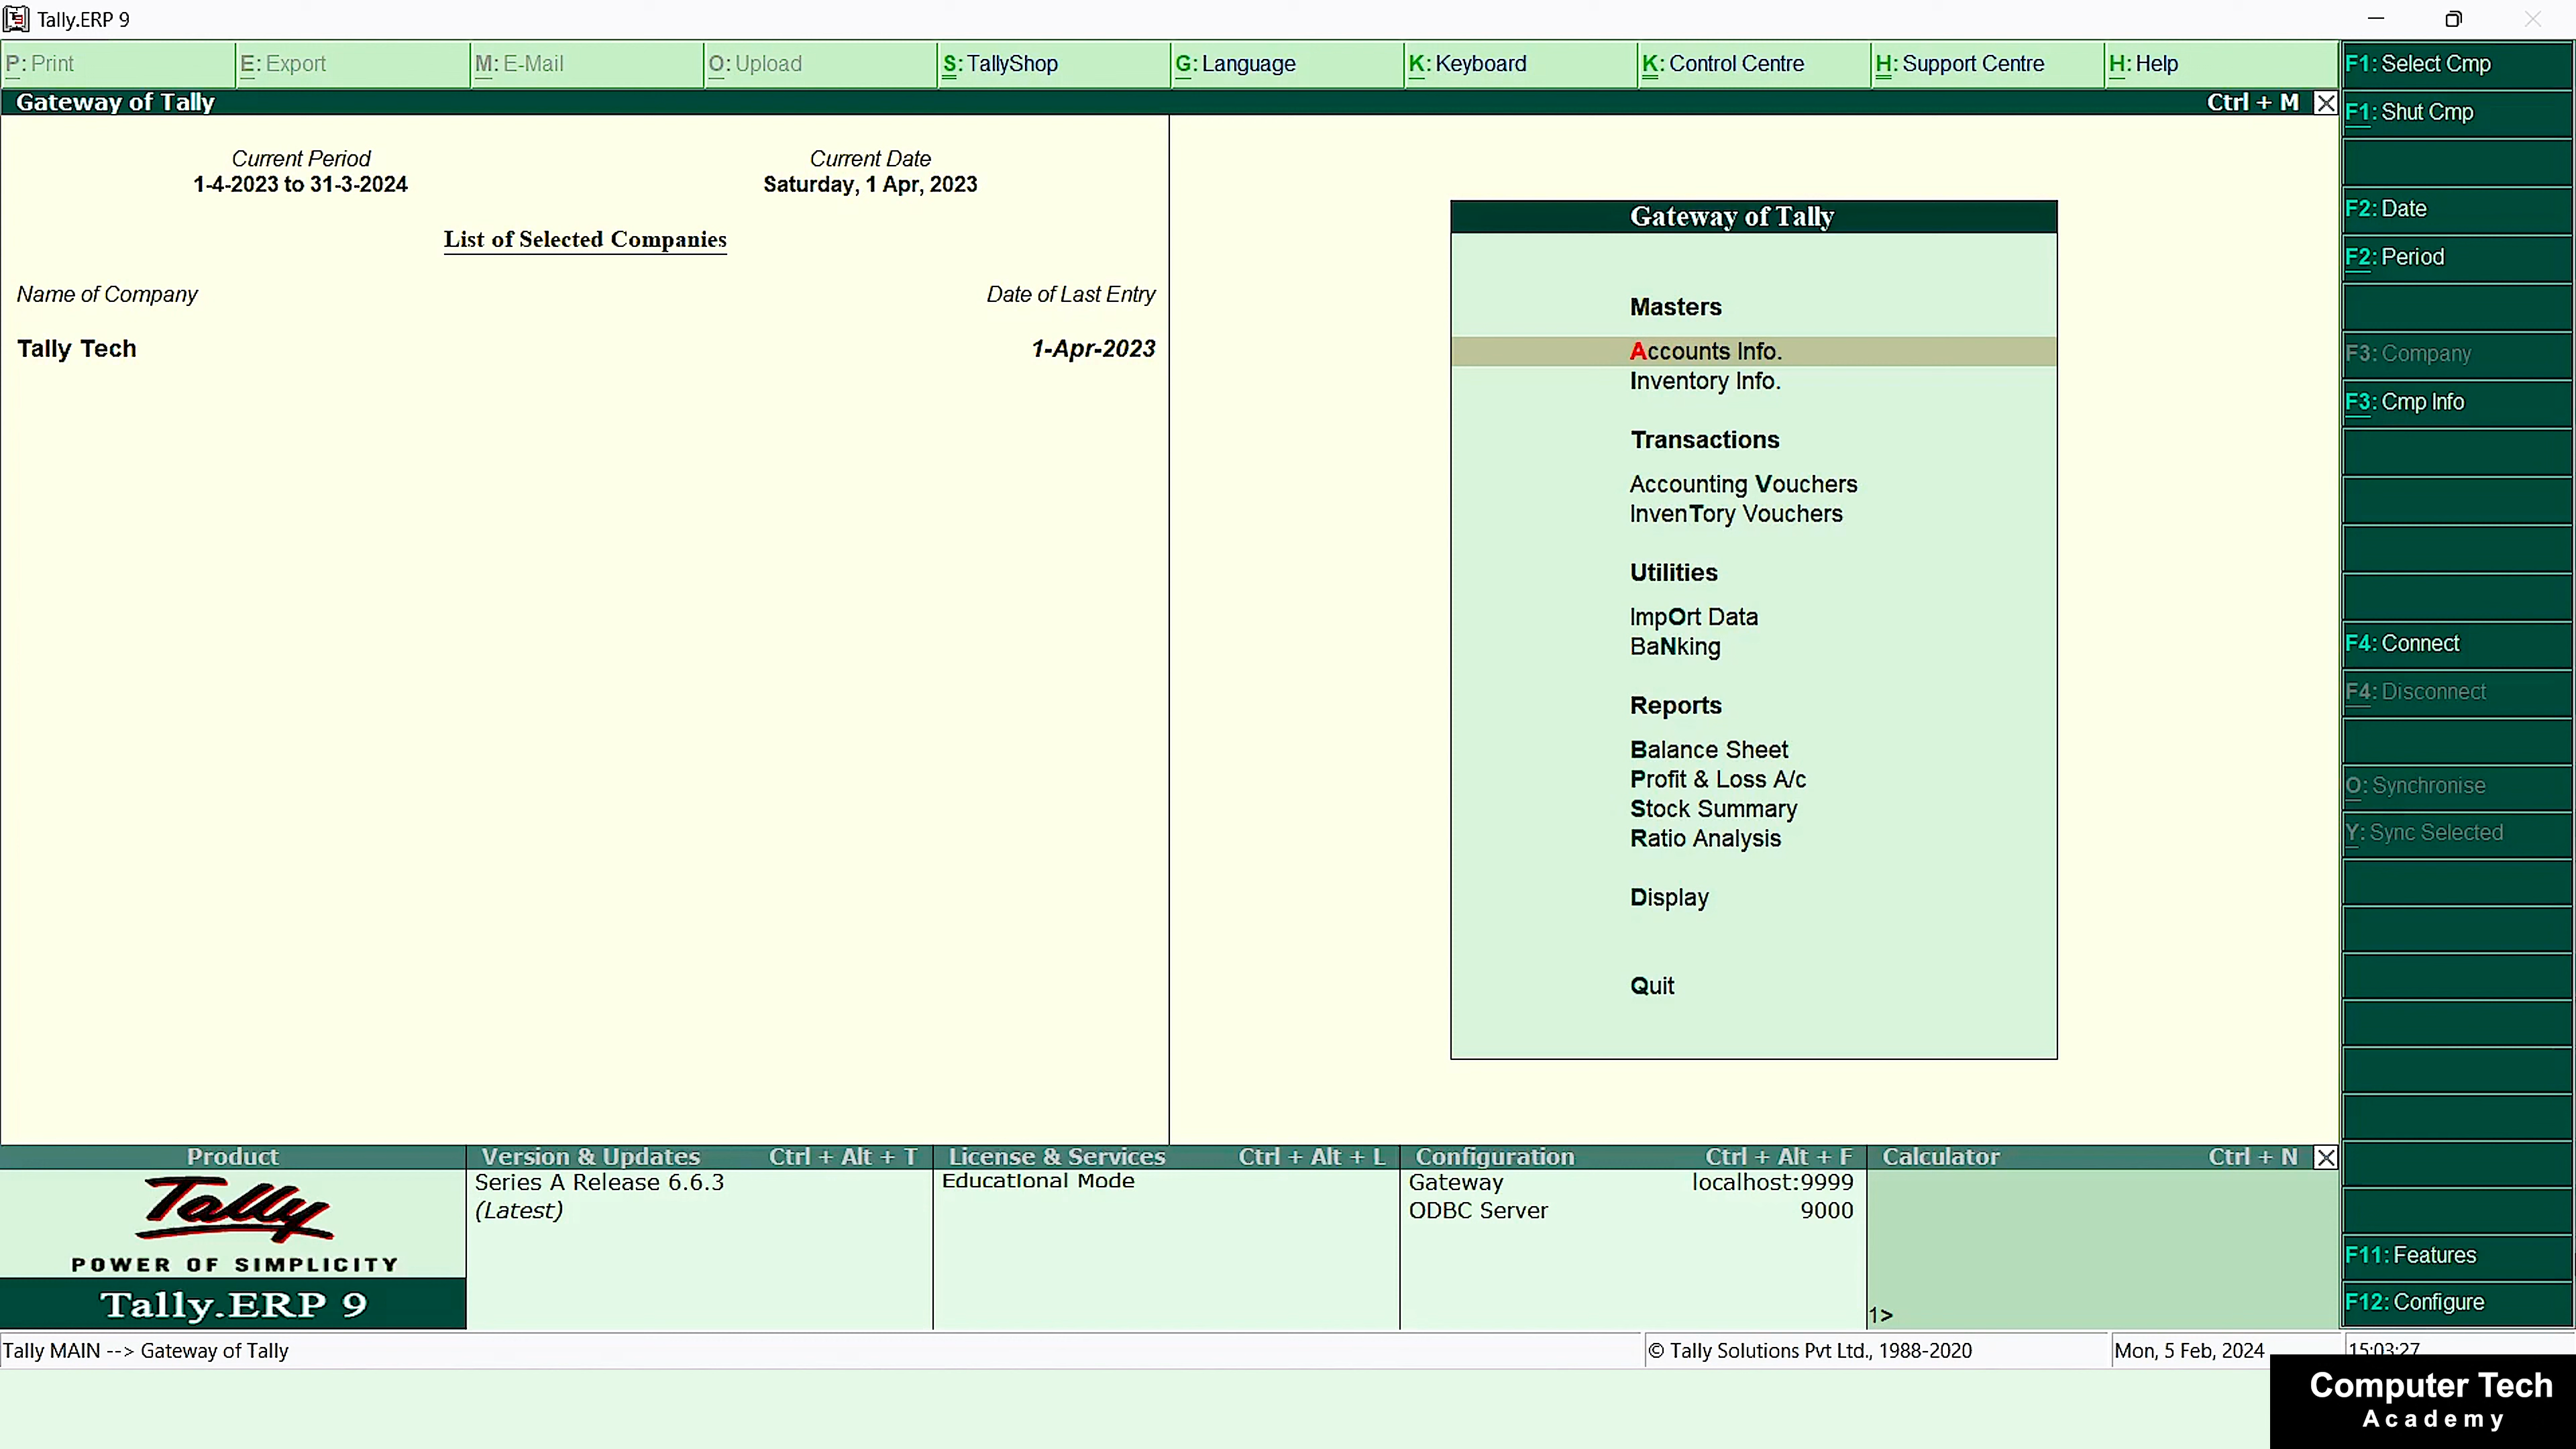 Tally.ERP 9
P: Print E: Export M: E-Mail O: Upload S: TallyShop G: Language K: Keyboard K: Control Centre H: Support Centre H: Help
Gateway of Tally Ctrl + M
Current Period Current Date
1-4-2023 to 31-3-2024 Saturday, 1 Apr, 2023
List of Selected Companies
Name of Company Date of Last Entry
Tally Tech 1-Apr-2023
Gateway of Tally
Masters
Accounts Info.
Inventory Info.
Transactions
Accounting Vouchers
InvenTory Vouchers
Utilities
ImpOrt Data
BaNking
Reports
Balance Sheet
Profit & Loss A/c
Stock Summary
Ratio Analysis
Display
Quit
F1: Select Cmp
F1: Shut Cmp
F2: Date
F2: Period
F3: Company
F3: Cmp Info
F4: Connect
F4: Disconnect
O: Synchronise
Y: Sync Selected
F11: Features
F12: Configure
Product
Tally
POWER OF SIMPLICITY
Tally.ERP 9
Version & Updates Ctrl + Alt + T
Series A Release 6.6.3
(Latest)
License & Services Ctrl + Alt + L
Educational Mode
Configuration Ctrl + Alt + F
Gateway localhost:9999
ODBC Server 9000
Calculator Ctrl + N
1>
Tally MAIN --> Gateway of Tally © Tally Solutions Pvt Ltd., 1988-2020 Mon, 5 Feb, 2024 15:03:27
Computer Tech
Academy